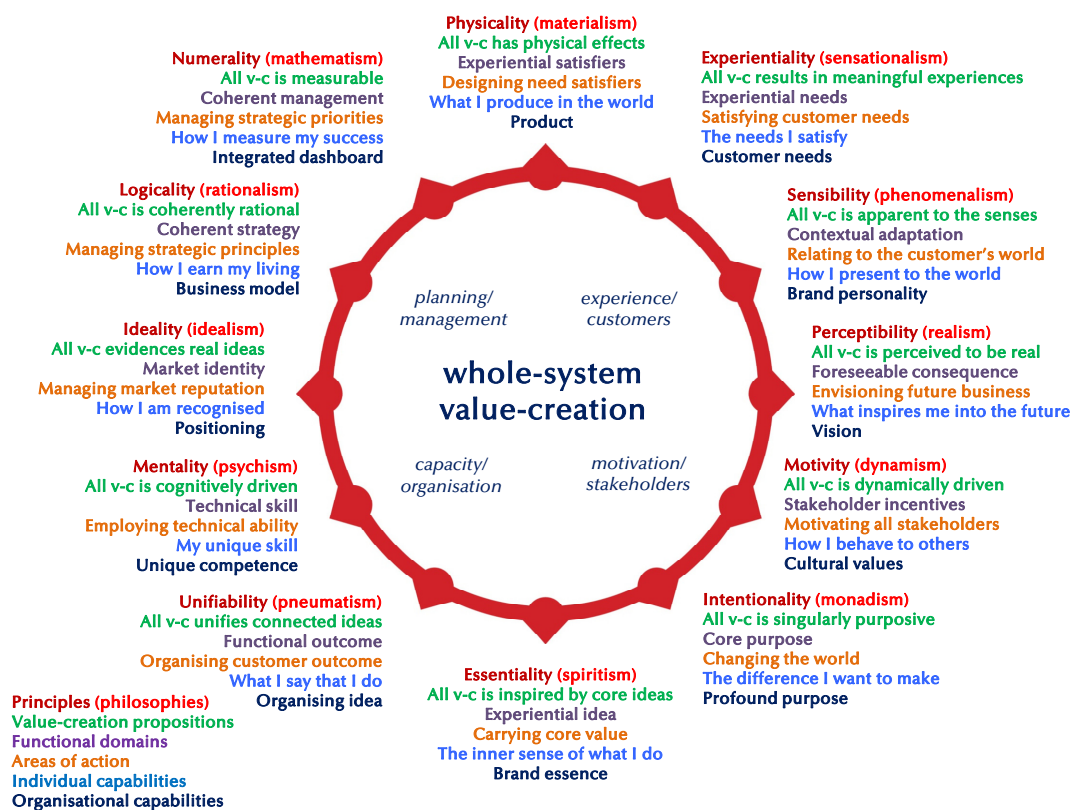 Physicality (materialism)
All v-c has physical effects
Experiential satisfiers
Designing need satisfiers
What I produce in the world
Product
Experientiality (sensationalism)
All v-c results in meaningful experiences
Experiential needs
Satisfying customer needs
The needs I satisfy
Customer needs
Sensibility (phenomenalism)
All v-c is apparent to the senses
Contextual adaptation
Relating to the customer's world
How I present to the world
Brand personality
Perceptibility (realism)
All v-c is perceived to be real
Foreseeable consequence
Envisioning future business
What inspires me into the future
Vision
Motivity (dynamism)
All v-c is dynamically driven
Stakeholder incentives
Motivating all stakeholders
How I behave to others
Cultural values
Intentionality (monadism)
All v-c is singularly purposive
Core purpose
Changing the world
The difference I want to make
Profound purpose
Essentiality (spiritism)
All v-c is inspired by core ideas
Experiential idea
Carrying core value
The inner sense of what I do
Brand essence
Unifiability (pneumatism)
All v-c unifies connected ideas
Functional outcome
Organising customer outcome
What I say that I do
Organising idea
Mentality (psychism)
All v-c is cognitively driven
Technical skill
Employing technical ability
My unique skill
Unique competence
Ideality (idealism)
All v-c evidences real ideas
Market identity
Managing market reputation
How I am recognised
Positioning
Logicality (rationalism)
All v-c is coherently rational
Coherent strategy
Managing strategic principles
How I earn my living
Business model
Numerality (mathematism)
All v-c is measurable
Coherent management
Managing strategic priorities
How I measure my success
Integrated dashboard
planning/
management
experience/
customers
whole-system
value-creation
capacity/
organisation
motivation/
stakeholders
Principles (philosophies)
Value-creation propositions
Functional domains
Areas of action
Individual capabilities
Organisational capabilities